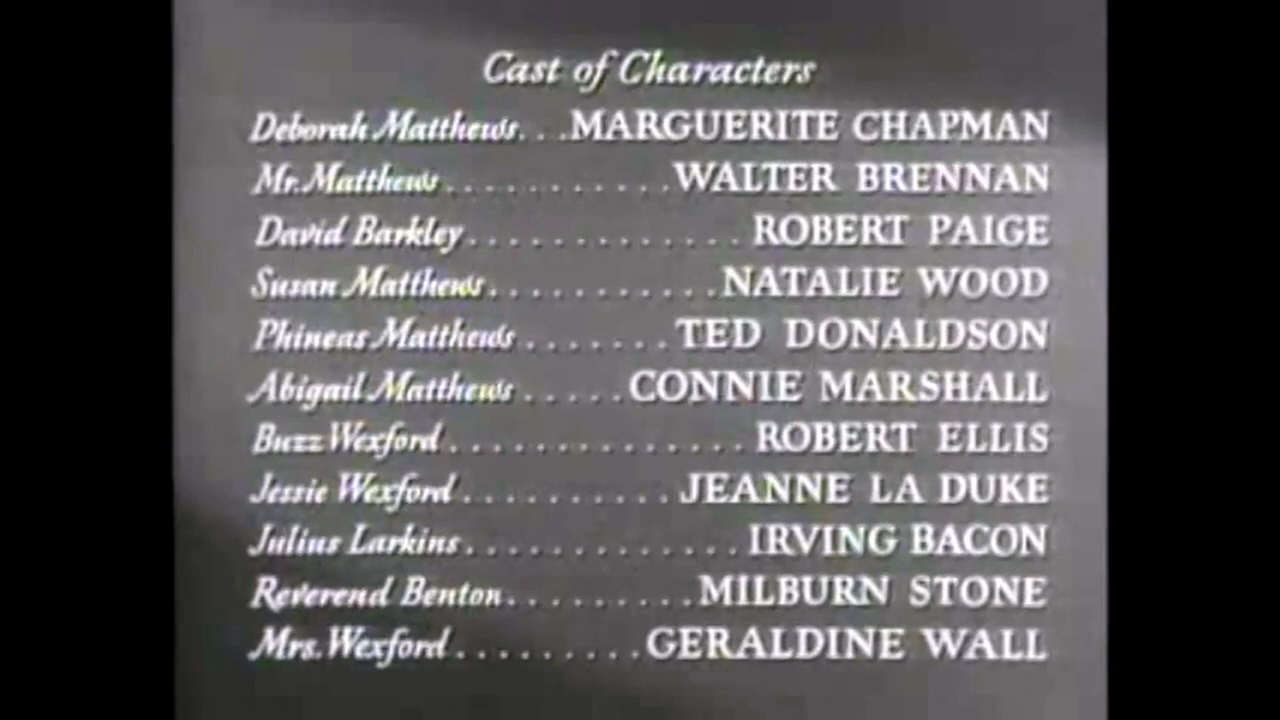 Cast of Characters
Deborah Matthews. . .MARGUERITE CHAPMAN
Mr. Matthews . . . . . . . . . . . WALTER BRENNAN
David Barkley . . . . . . . . . . . . . ROBERT PAIGE
Susan Matthews . . . . . . . . . . . NATALIE WOOD
Phineas Matthews . . . . . . . TED DONALDSON
Abigail Matthews . . . . . CONNIE MARSHALL
Buzz Wexford . . . . . . . . . . . . . . ROBERT ELLIS
Jessie Wexford . . . . . . . . . . JEANNE LA DUKE
Julius Larkins . . . . . . . . . . . . . IRVING BACON
Reverend Benton . . . . . . . . . MILBURN STONE
Mrs. Wexford . . . . . . . . . GERALDINE WALL